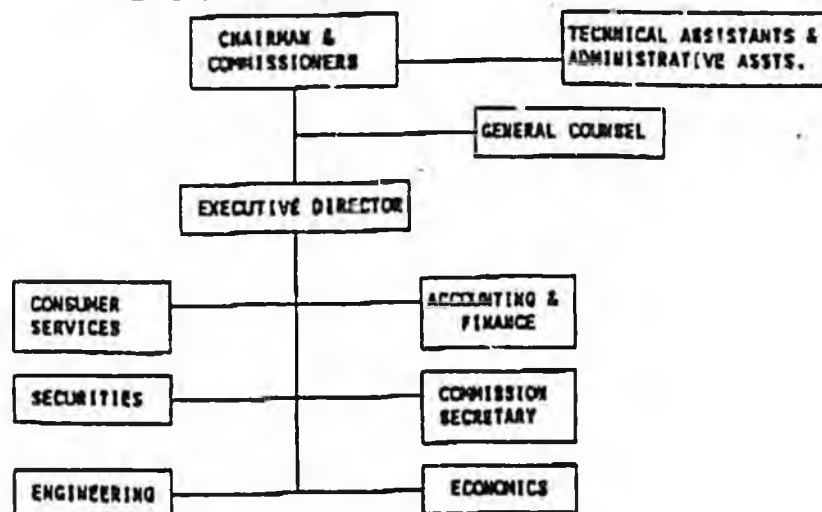 CHAIRMAN &
COMMISSIONERS
TECHNICAL ASSISTANTS &
ADMINISTRATIVE ASSTS.
GENERAL COUNSEL
EXECUTIVE DIRECTOR
CONSUMER
SERVICES
ACCOUNTING &
FINANCE
SECURITIES
COMMISSION
SECRETARY
ENGINEERING
ECONOMICS